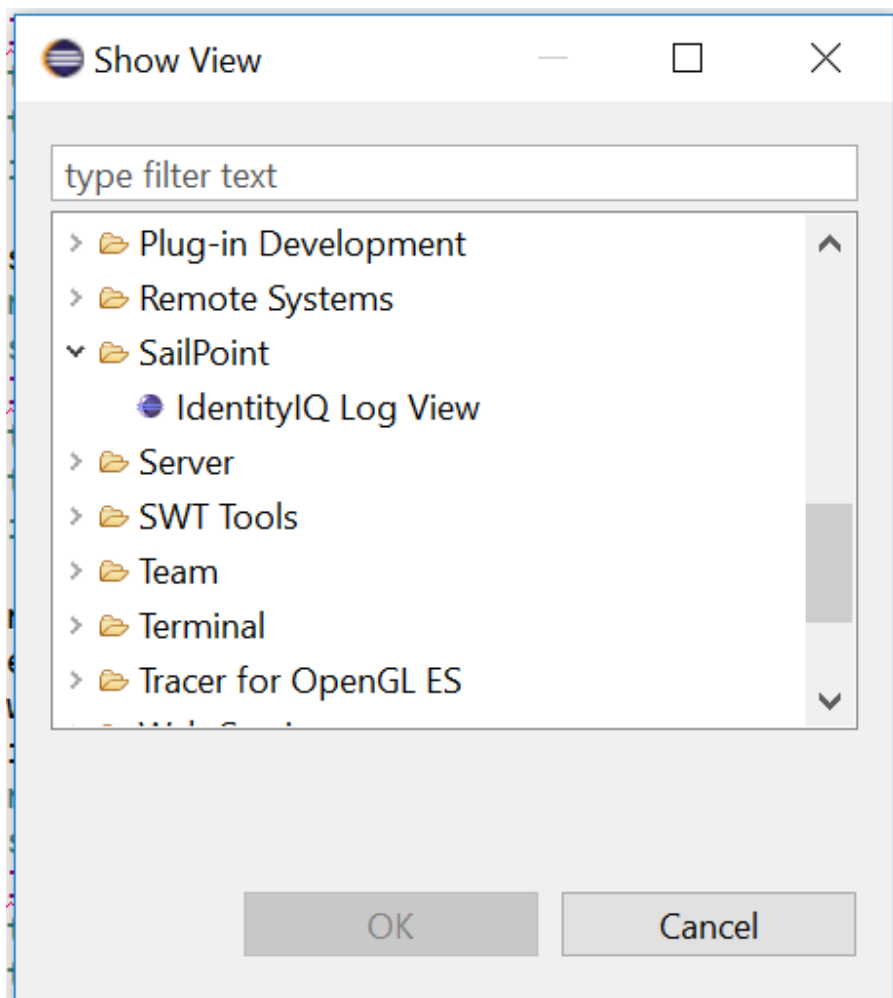 Show View
type filter text
Plug-in Development
Remote Systems
SailPoint
IdentityIQ Log View
Server
SWT Tools
Team
Terminal
Tracer for OpenGL ES
OK
Cancel